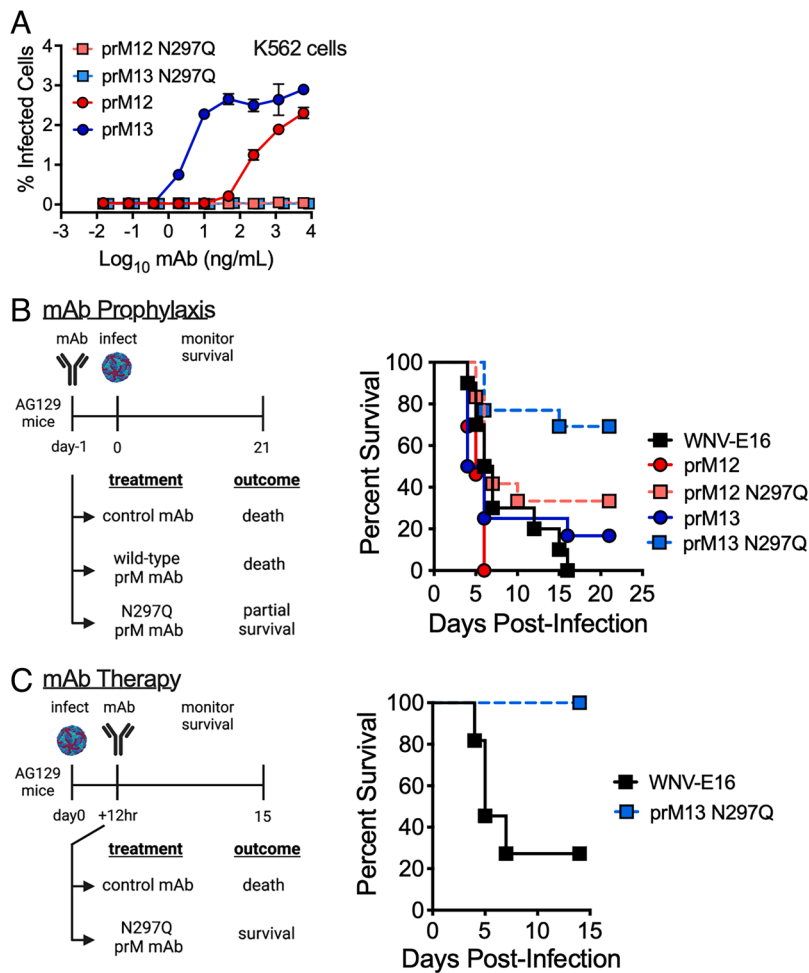 A
K562 cells
prM12 N297Q
prM13 N297Q
prM12
prM13
% Infected Cells
4
3
2
1
0
-3 -2 -1 0 1 2 3 4
Log10 mAb (ng/mL)
B mAb Prophylaxis
mAb infect monitor
survival
AG129
mice
day-1 0 21
treatment outcome
control mAb death
wild-type
prM mAb death
N297Q
prM mAb partial
survival
Percent Survival
100
80
60
40
20
0
0 5 10 15 20 25
Days Post-Infection
WNV-E16
prM12
prM12 N297Q
prM13
prM13 N297Q
C mAb Therapy
infect mAb monitor
survival
AG129
mice
day0 +12hr 15
treatment outcome
control mAb death
N297Q
prM mAb survival
Percent Survival
100
80
60
40
20
0
0 5 10 15
Days Post-Infection
WNV-E16
prM13 N297Q